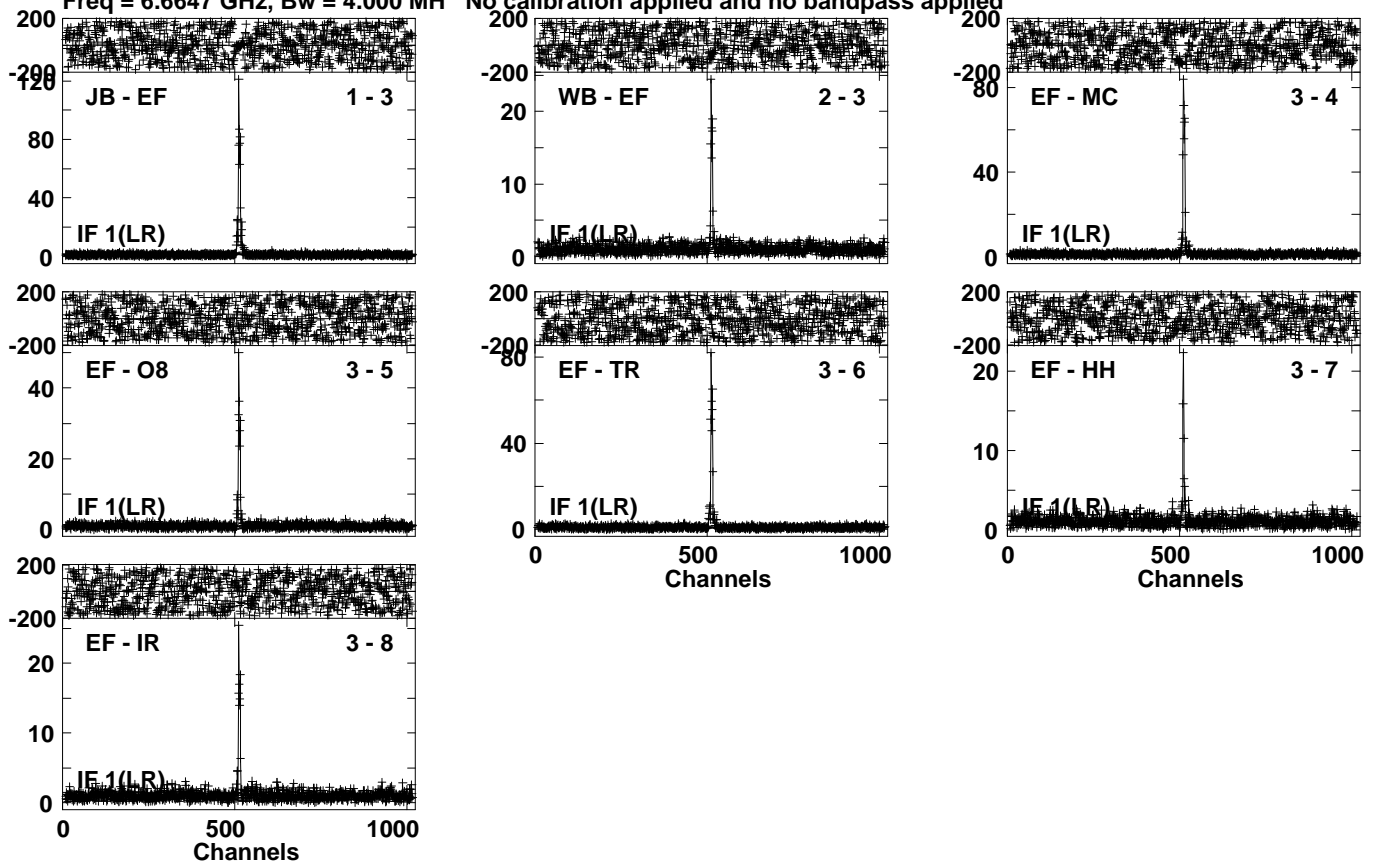 Freq = 6.6647 GHz, Bw = 4.000 MH No calibration applied and no bandpass applied
200
-200
120
80
40
0
JB - EF 1 - 3
IF 1(LR)
200
-200
20
10
0
WB - EF 2 - 3
IF 1(LR)
200
-200
80
40
0
EF - MC 3 - 4
IF 1(LR)
200
-200
40
20
0
EF - O8 3 - 5
IF 1(LR)
200
-200
80
40
0
EF - TR 3 - 6
IF 1(LR)
0 500 1000
Channels
200
-200
20
10
0
EF - HH 3 - 7
IF 1(LR)
0 500 1000
Channels
200
-200
20
10
0
EF - IR 3 - 8
IF 1(LR)
0 500 1000
Channels